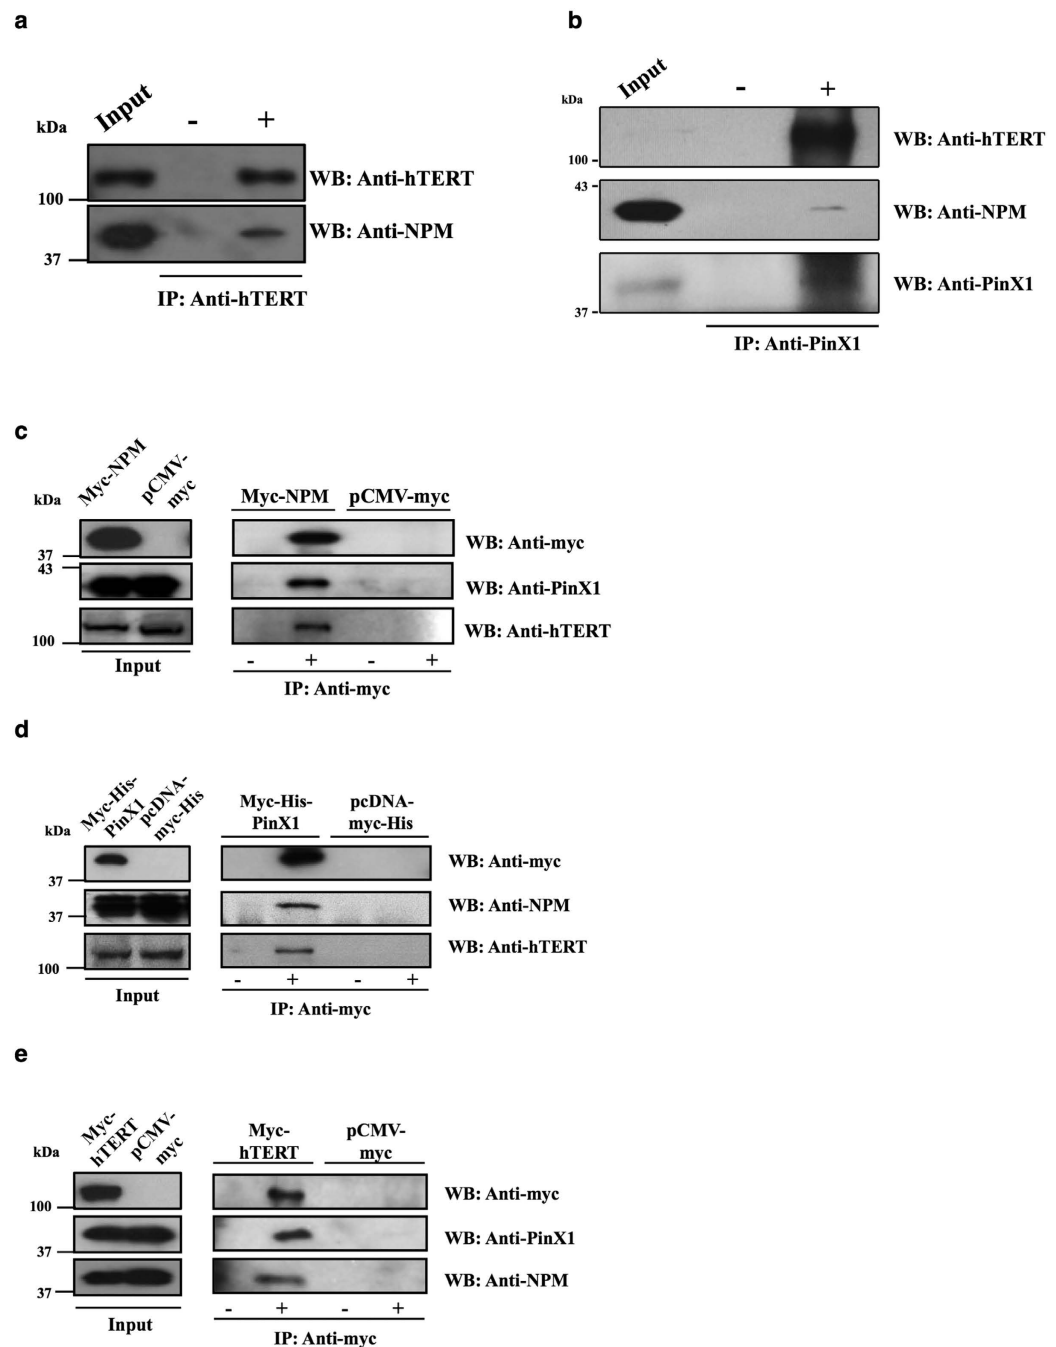 a
kDa
Input
-
+
100
37
WB: Anti-hTERT
WB: Anti-NPM
IP: Anti-hTERT
b
kDa
Input
-
+
100
43
37
WB: Anti-hTERT
WB: Anti-NPM
WB: Anti-PinX1
IP: Anti-PinX1
c
kDa
Myc-NPM
pCMV-
myc
37
43
100
Input
Myc-NPM
pCMV-myc
WB: Anti-myc
WB: Anti-PinX1
WB: Anti-hTERT
- + - +
IP: Anti-myc
d
kDa
Myc-His-
PinX1
pcDNA-
myc-His
37
37
100
Input
Myc-His-
PinX1
pcDNA-
myc-His
WB: Anti-myc
WB: Anti-NPM
WB: Anti-hTERT
- + - +
IP: Anti-myc
e
kDa
Myc-
hTERT
pCMV-
myc
100
37
37
Input
Myc-
hTERT
pCMV-
myc
WB: Anti-myc
WB: Anti-PinX1
WB: Anti-NPM
- + - +
IP: Anti-myc